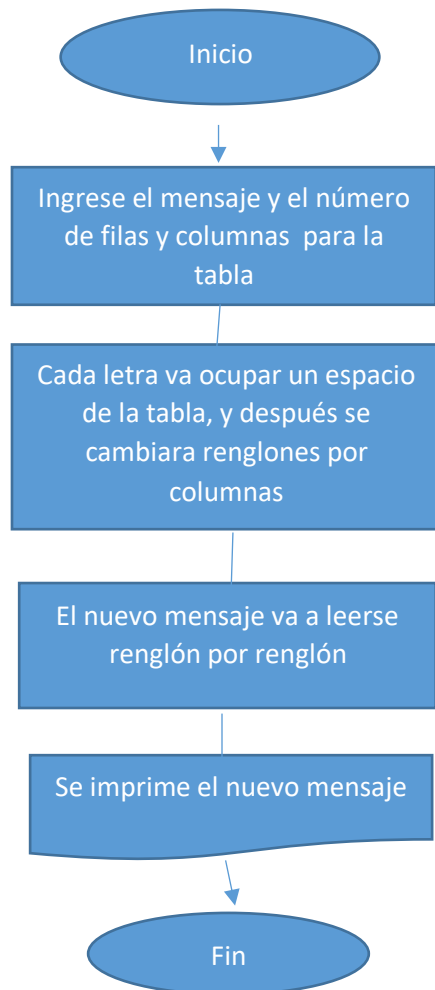 Inicio
Ingrese el mensaje y el número
de filas y columnas  para la
tabla
Cada letra va ocupar un espacio
de la tabla, y después se
cambiara renglones por
columnas
El nuevo mensaje va a leerse
renglón por renglón
Se imprime el nuevo mensaje
Fin